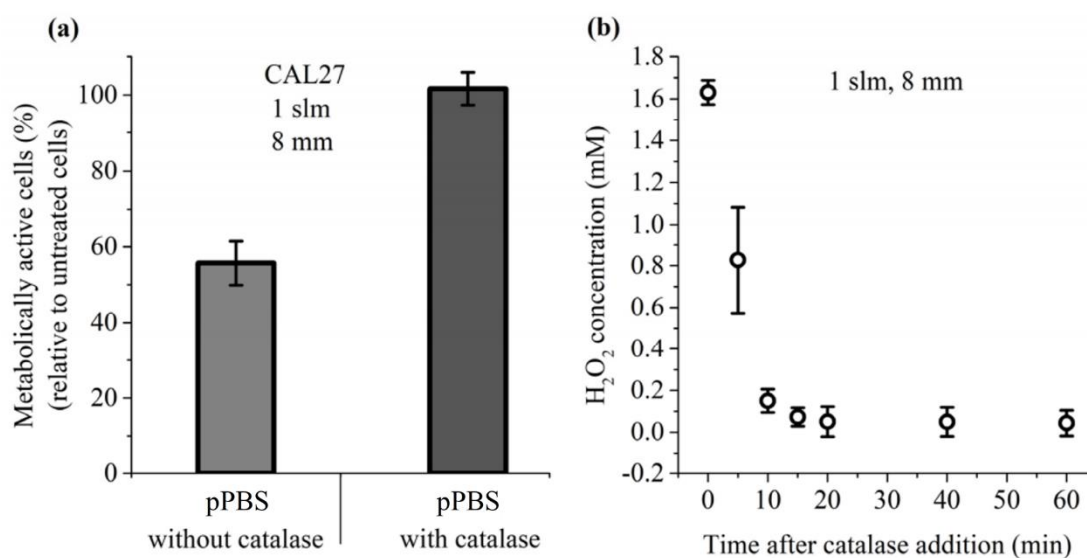 (a)
Metabolically active cells (%)
(relative to untreated cells)
100
80
60
40
20
0
CAL27
1 slm
8 mm
pPBS
without catalase
pPBS
with catalase
(b)
H₂O₂ concentration (mM)
1.8
1.6
1.4
1.2
1.0
0.8
0.6
0.4
0.2
0.0
-0.2
1 slm, 8 mm
0 10 20 30 40 50 60
Time after catalase addition (min)